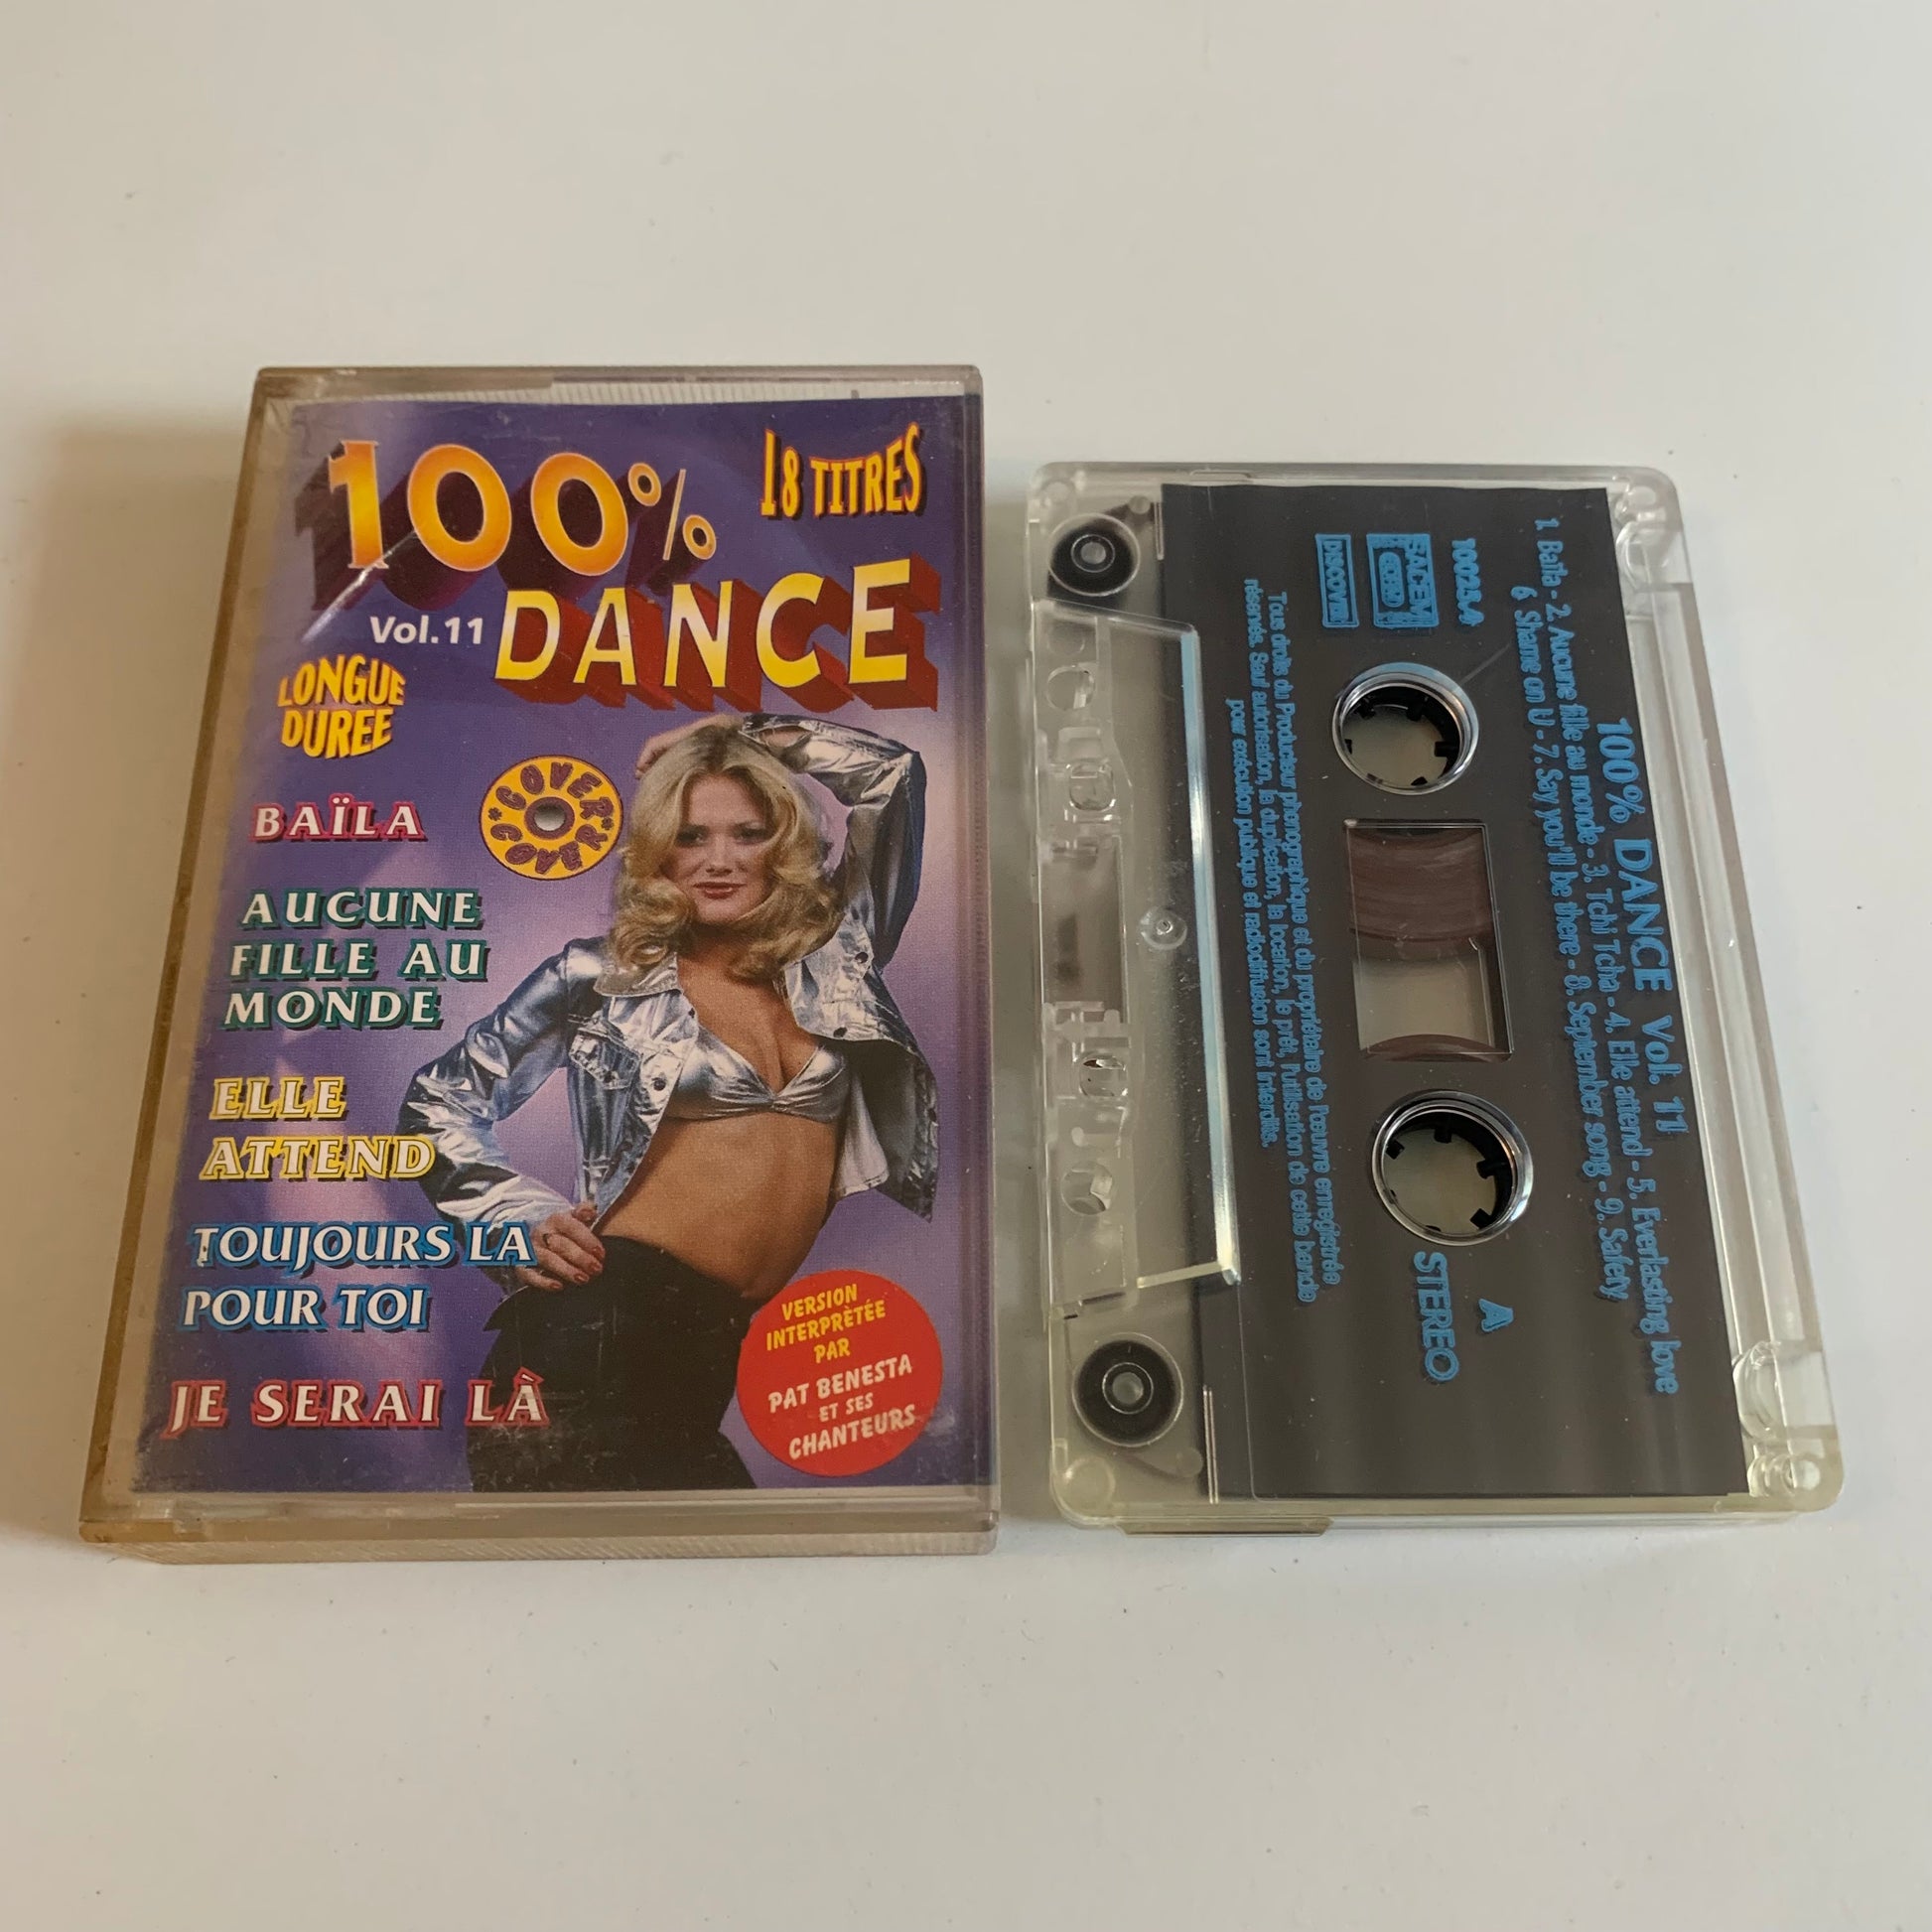 100%
18 TITRES
Vol.11 DANCE
LONGUE
DUREE
COVER * COVER *
BAÏLA
AUCUNE
FILLE AU
MONDE
ELLE
ATTEND
TOUJOURS LA
POUR TOI
JE SERAI LÀ
VERSION
INTERPRÈTÉE
PAR
PAT BENESTA
ET SES
CHANTEURS
100% DANCE Vol. 11
1. Baila - 2. Aucune fille au monde - 3. Tchi Tcha - 4. Elle attend - 5. Everlasting love
6. Shame on U - 7. Say you'll be there - 8. September song - 9. Safety
10028.4
SACEM
DISCOVER
A
STEREO
Tous droits du Producteur phonographique et du propriétaire de l'œuvre enregistrée
réservés. Sauf autorisation, la duplication, la location, le prêt, l'utilisation de cette bande
pour exécution publique et radiodiffusion sont interdits.